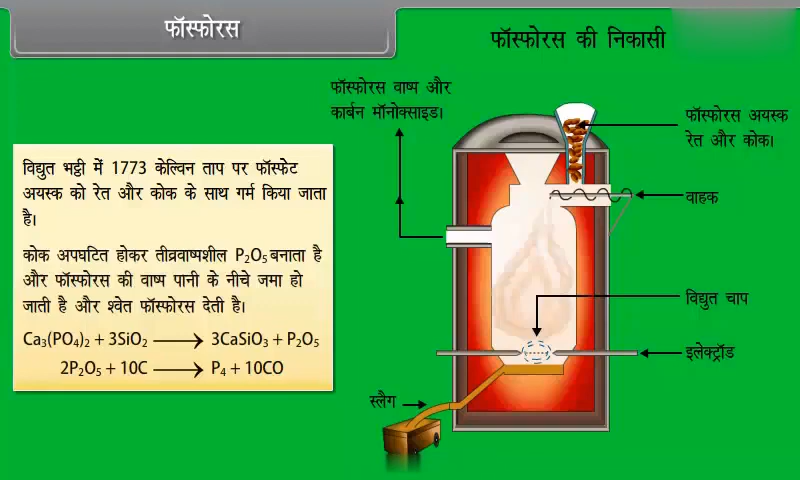 फॉस्फोरस
फॉस्फोरस की निकासी
फॉस्फोरस वाष्प और
कार्बन मॉनोक्साइड।
फॉस्फोरस अयस्क
रेत और कोक।
वाहक
विद्युत भट्टी में 1773 केल्विन ताप पर फॉस्फेट
अयस्क को रेत और कोक के साथ गर्म किया जाता
है।
कोक अपघटित होकर तीव्रवाष्पशील P₂O₅ बनाता है
और फॉस्फोरस की वाष्प पानी के नीचे जमा हो
जाती है और श्वेत फॉस्फोरस देती है।
Ca₃(PO₄)₂ + 3SiO₂ ⟶ 3CaSiO₃ + P₂O₅
2P₂O₅ + 10C ⟶ P₄ + 10CO
विद्युत चाप
इलेक्ट्रॉड
स्लैग